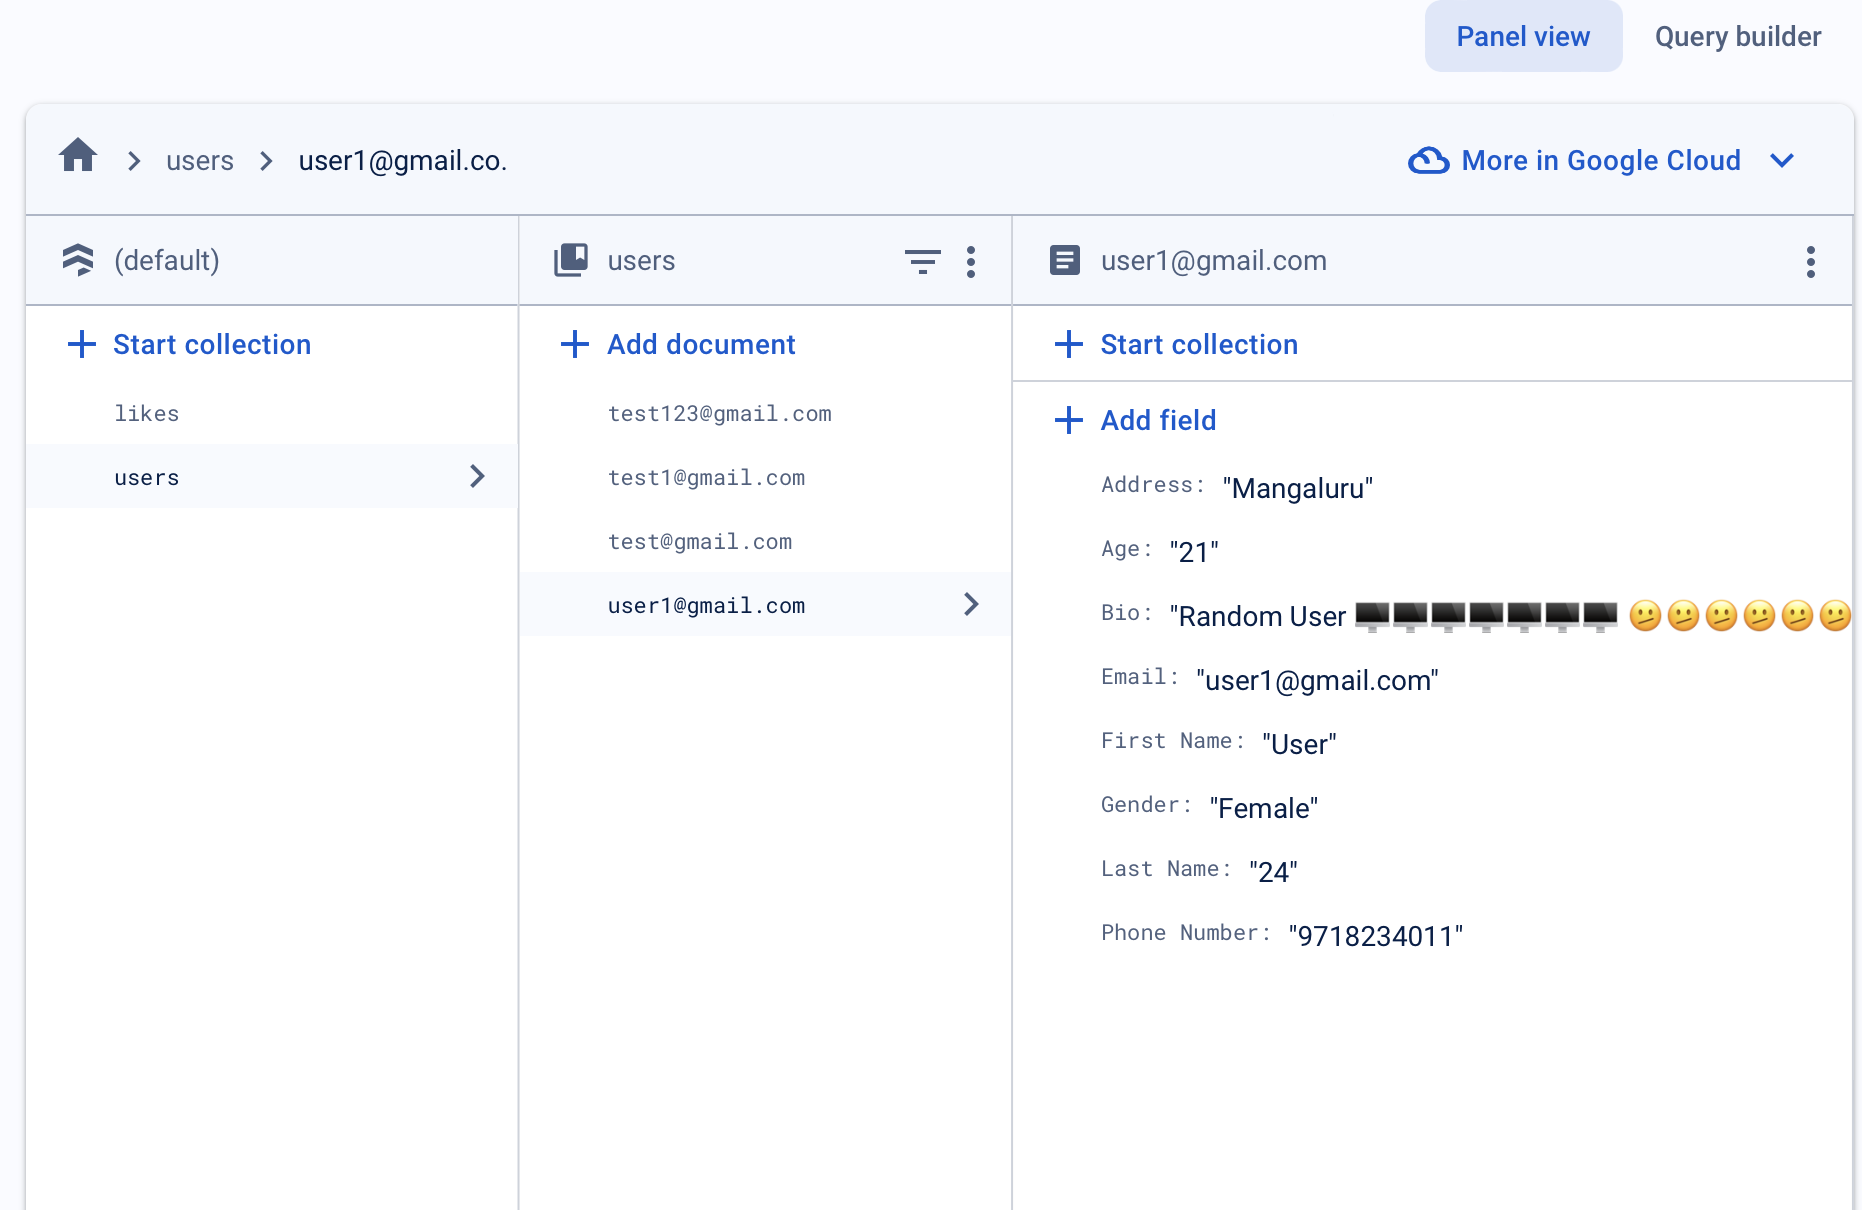 Panel view Query builder
users user1@gmail.co. More in Google Cloud
(default)
Start collection
likes
users
users
Add document
test123@gmail.com
test1@gmail.com
test@gmail.com
user1@gmail.com
user1@gmail.com
Start collection
Add field
Address: "Mangaluru"
Age: "21"
Bio: "Random User 🖥️🖥️🖥️🖥️🖥️🖥️🖥️ 🫤🫤🫤🫤🫤🫤
Email: "user1@gmail.com"
First Name: "User"
Gender: "Female"
Last Name: "24"
Phone Number: "9718234011"